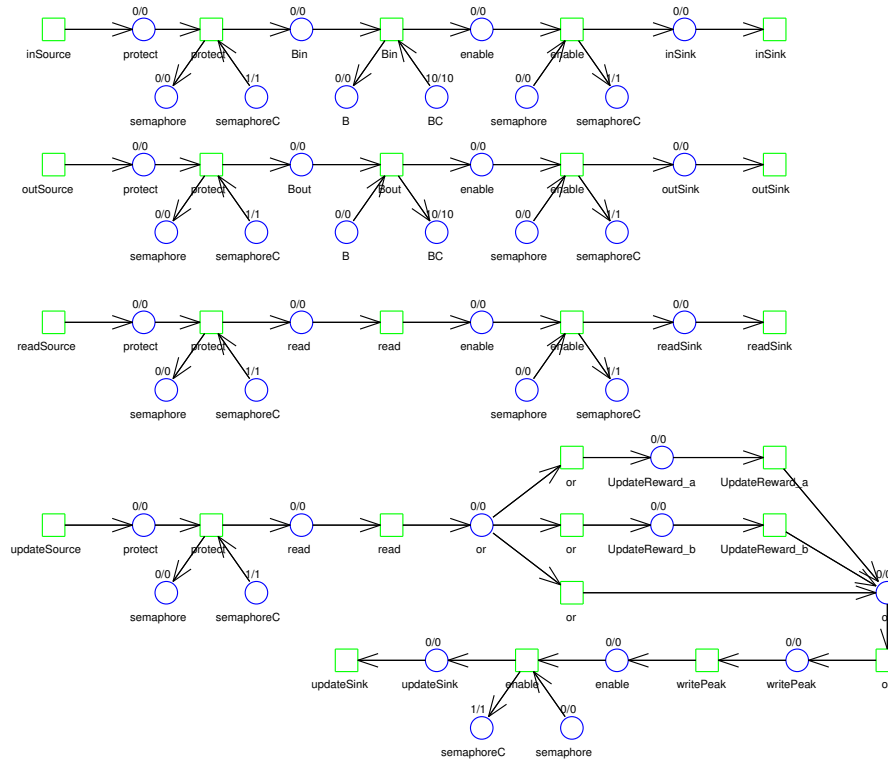 0/0 0/0 0/0 0/0
inSource protect protect Bin Bin enable enable inSink inSink
0/0 1/1 0/0 10/10 0/0 1/1
semaphore semaphoreC B BC semaphore semaphoreC
0/0 0/0 0/0 0/0
outSource protect protect Bout Bout enable enable outSink outSink
0/0 1/1 0/0 10/10 0/0 1/1
semaphore semaphoreC B BC semaphore semaphoreC
0/0 0/0 0/0 0/0
readSource protect protect read read enable enable readSink readSink
0/0 1/1 0/0 1/1
semaphore semaphoreC semaphore semaphoreC
0/0
or UpdateReward_a UpdateReward_a
0/0 0/0 0/0 0/0
updateSource protect protect read read or or UpdateReward_b UpdateReward_b
0/0 1/1 0/0
semaphore semaphoreC or o
0/0 0/0 0/0
updateSink updateSink enable enable writePeak writePeak o
1/1 0/0
semaphoreC semaphore